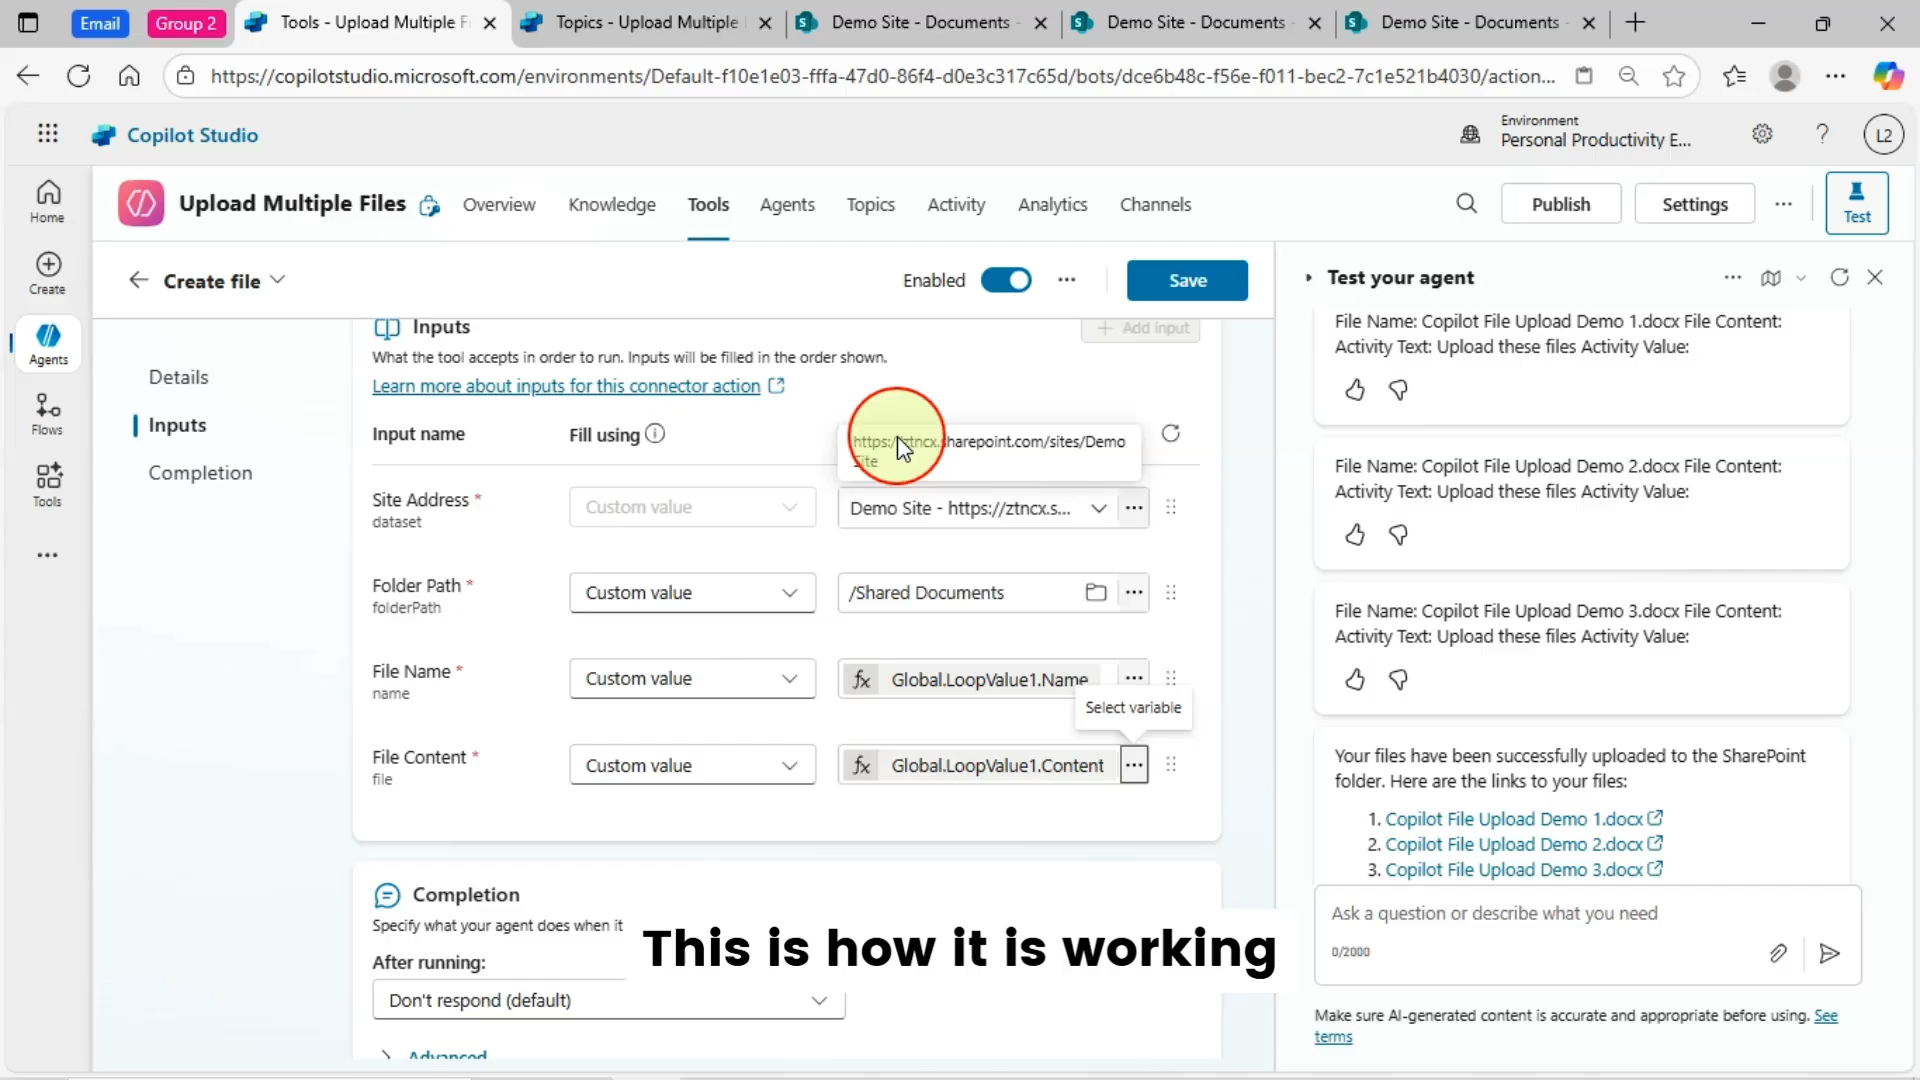 Email
Group 2
Tools - Upload Multiple Fi
Topics - Upload Multiple
Demo Site - Documents
Demo Site - Documents
Demo Site - Documents
https://copilotstudio.microsoft.com/environments/Default-f10e1e03-fffa-47d0-86f4-d0e3c317c65d/bots/dce6b48c-f56e-f011-bec2-7c1e521b4030/action...
Copilot Studio
Environment
Personal Productivity E...
L2
Home
Create
Agents
Flows
Tools
Upload Multiple Files
Overview
Knowledge
Tools
Agents
Topics
Activity
Analytics
Channels
Publish
Settings
Test
Create file
Enabled
Save
Details
Inputs
Completion
Inputs
Add input
What the tool accepts in order to run. Inputs will be filled in the order shown.
Learn more about inputs for this connector action
Input name
Fill using
https://ztncx.sharepoint.com/sites/Demo
Site
Site Address *
dataset
Custom value
Demo Site - https://ztncx.s...
Folder Path *
folderPath
Custom value
/Shared Documents
File Name *
name
Custom value
fx Global.LoopValue1.Name
Select variable
File Content *
file
Custom value
fx Global.LoopValue1.Content
Completion
Specify what your agent does when it
After running:
Don't respond (default)
Advanced
This is how it is working
Test your agent
File Name: Copilot File Upload Demo 1.docx File Content:
Activity Text: Upload these files Activity Value:
File Name: Copilot File Upload Demo 2.docx File Content:
Activity Text: Upload these files Activity Value:
File Name: Copilot File Upload Demo 3.docx File Content:
Activity Text: Upload these files Activity Value:
Your files have been successfully uploaded to the SharePoint
folder. Here are the links to your files:
1. Copilot File Upload Demo 1.docx
2. Copilot File Upload Demo 2.docx
3. Copilot File Upload Demo 3.docx
Ask a question or describe what you need
0/2000
Make sure AI-generated content is accurate and appropriate before using. See
terms